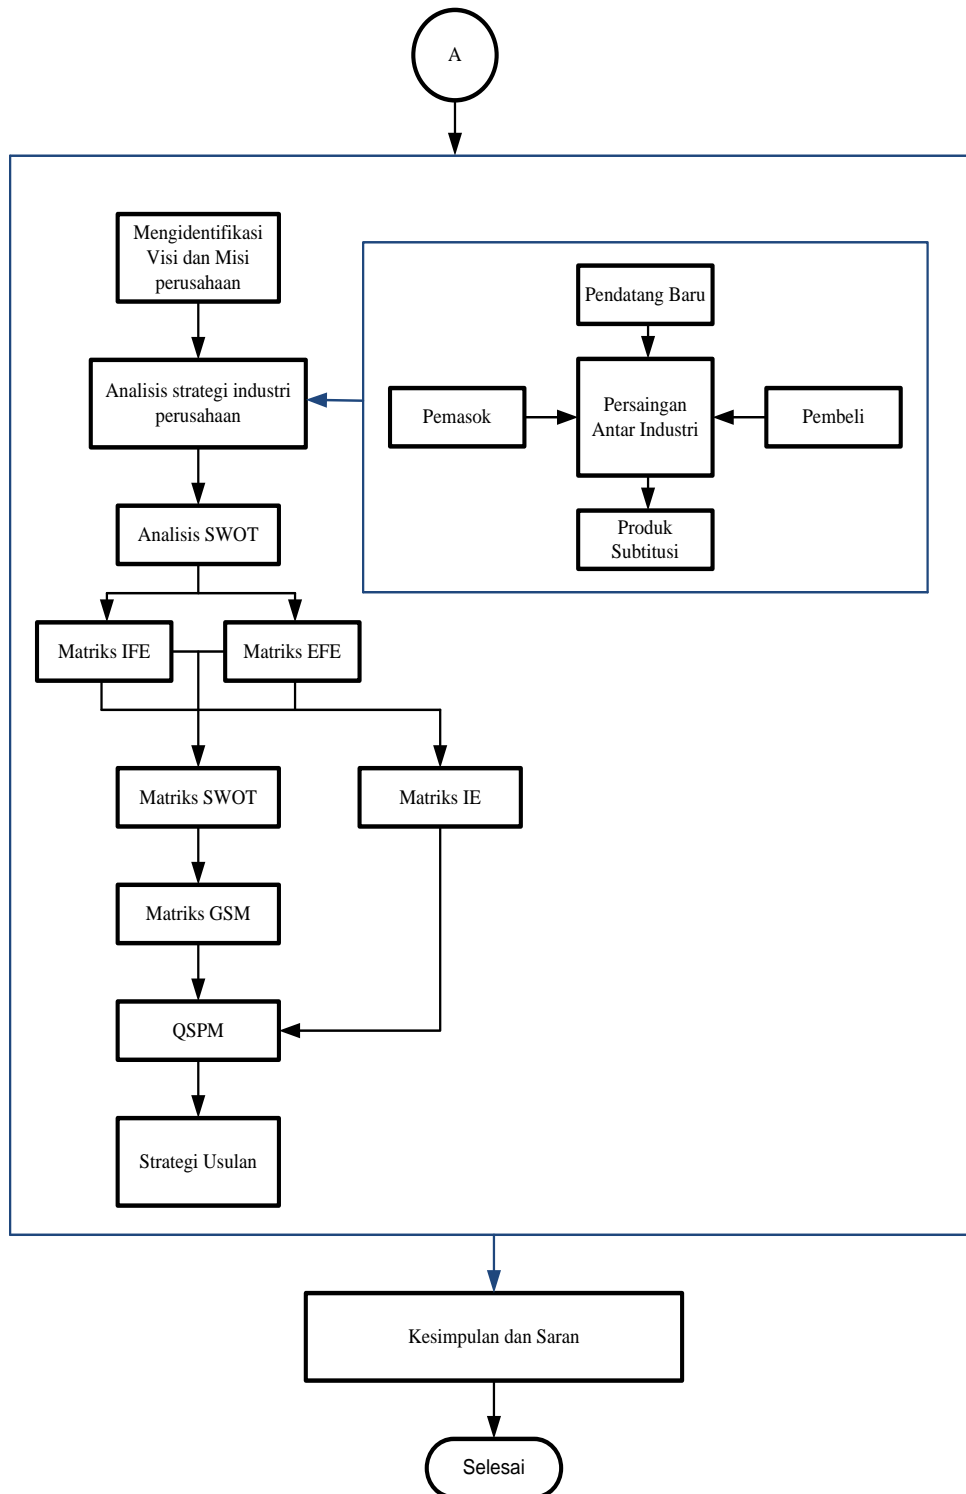 A
Mengidentifikasi
Visi dan Misi
perusahaan
Pendatang Baru
Analisis strategi industri
perusahaan
Pemasok
Persaingan
Antar Industri
Pembeli
Analisis SWOT
Produk
Subtitusi
Matriks IFE
Matriks EFE
Matriks SWOT
Matriks IE
Matriks GSM
QSPM
Strategi Usulan
Kesimpulan dan Saran
Selesai